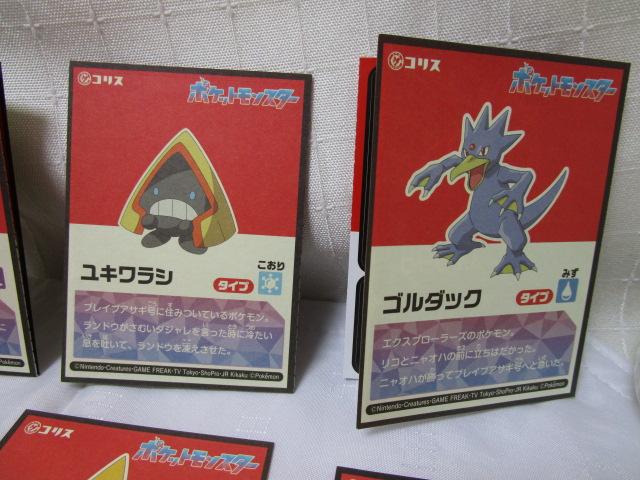 コリス
ポケットモンスター
ユキワラシ
タイプ
こおり
ブレイブアサギ号に住みついているポケモン。
ランドウがさむいダジャレを言った時に冷たい
息を吐いて、ランドウを凍えさせた。
©Nintendo・Creatures・GAME FREAK・TV Tokyo・ShoPro・JR Kikaku ©Pokémon
コリス
ポケットモンスター
ゴルダック
タイプ
みず
エクスプローラーズのポケモン。
リコとニャオハの前に立ちはだかった。
ニャオハが勝ってブレイブアサギ号へと急いだ。
©Nintendo・Creatures・GAME FREAK・TV Tokyo・ShoPro・JR Kikaku ©Pokémon
Pokémon
コリス
ポケットモンスター